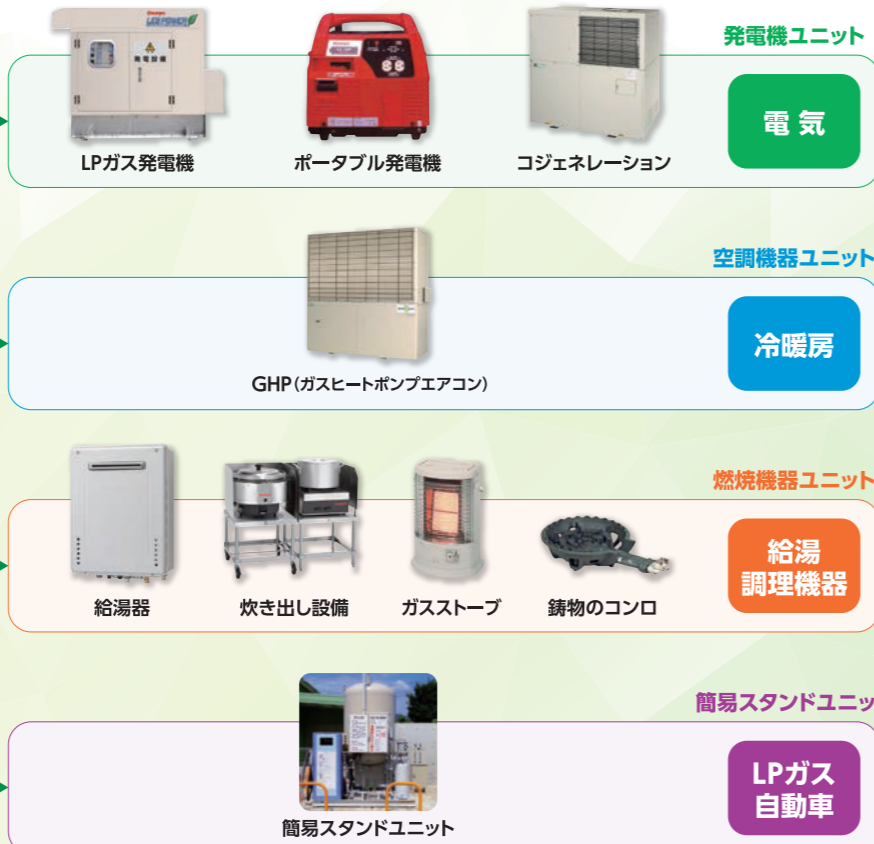 発電機ユニット
LEG POWER
発電設備
電気
LPガス発電機
ポータブル発電機
コジェネレーション
空調機器ユニット
冷暖房
GHP(ガスヒートポンプエアコン)
燃焼機器ユニット
給湯
調理機器
給湯器
炊き出し設備
ガスストーブ
鋳物のコンロ
簡易スタンドユニッ
LPガス
自動車
簡易スタンドユニット